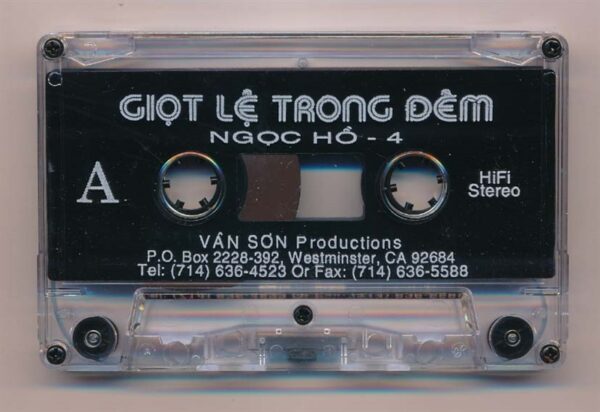 GIỌT LỆ TRONG ĐÊM
NGỌC HỒ - 4
A
HiFi
Stereo
VÂN SƠN Productions
P.O. Box 2228-392, Westminster, CA 92684
Tel: (714) 636-4523 Or Fax: (714) 636-5588